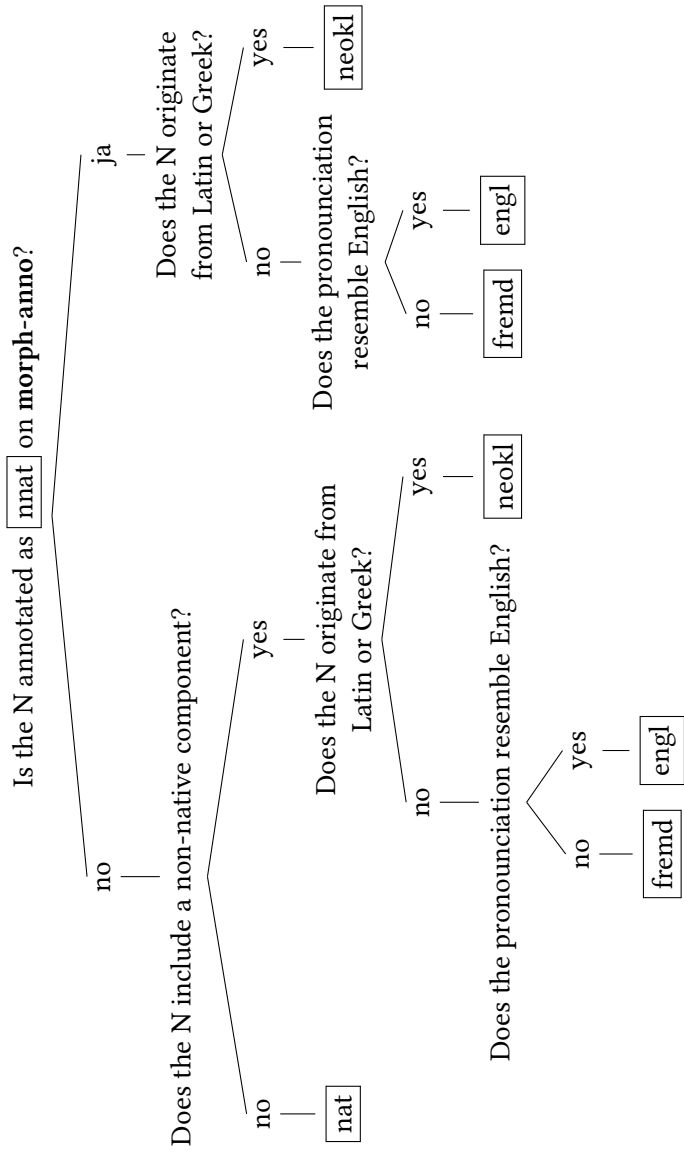 Is the N annotated as nnat on morph-anno?
no
Does the N include a non-native component?
no
nat
yes
Does the N originate from
Latin or Greek?
no
Does the pronounciation resemble English?
no
fremd
yes
engl
yes
neokl
ja
Does the N originate
from Latin or Greek?
no
Does the pronounciation
resemble English?
no
fremd
yes
engl
yes
neokl